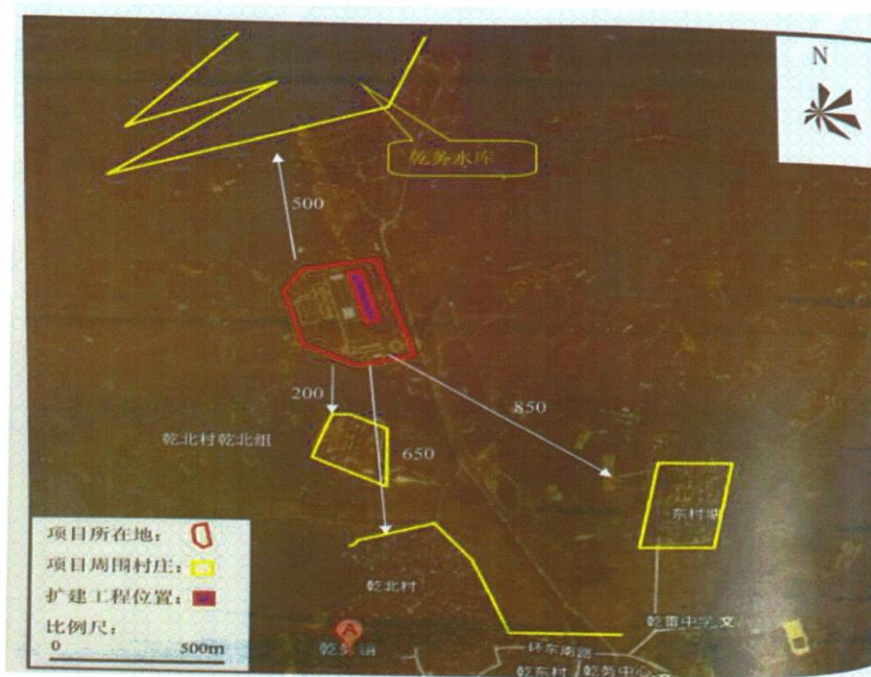 N
乾务水库
500
200
850
乾北村乾北组
650
东村
项目所在地:
项目周围村庄:
扩建工程位置:
比例尺:
0 500m
乾北村
A
乾务镇
中学 文
环东南路
乾东村
乾务中心